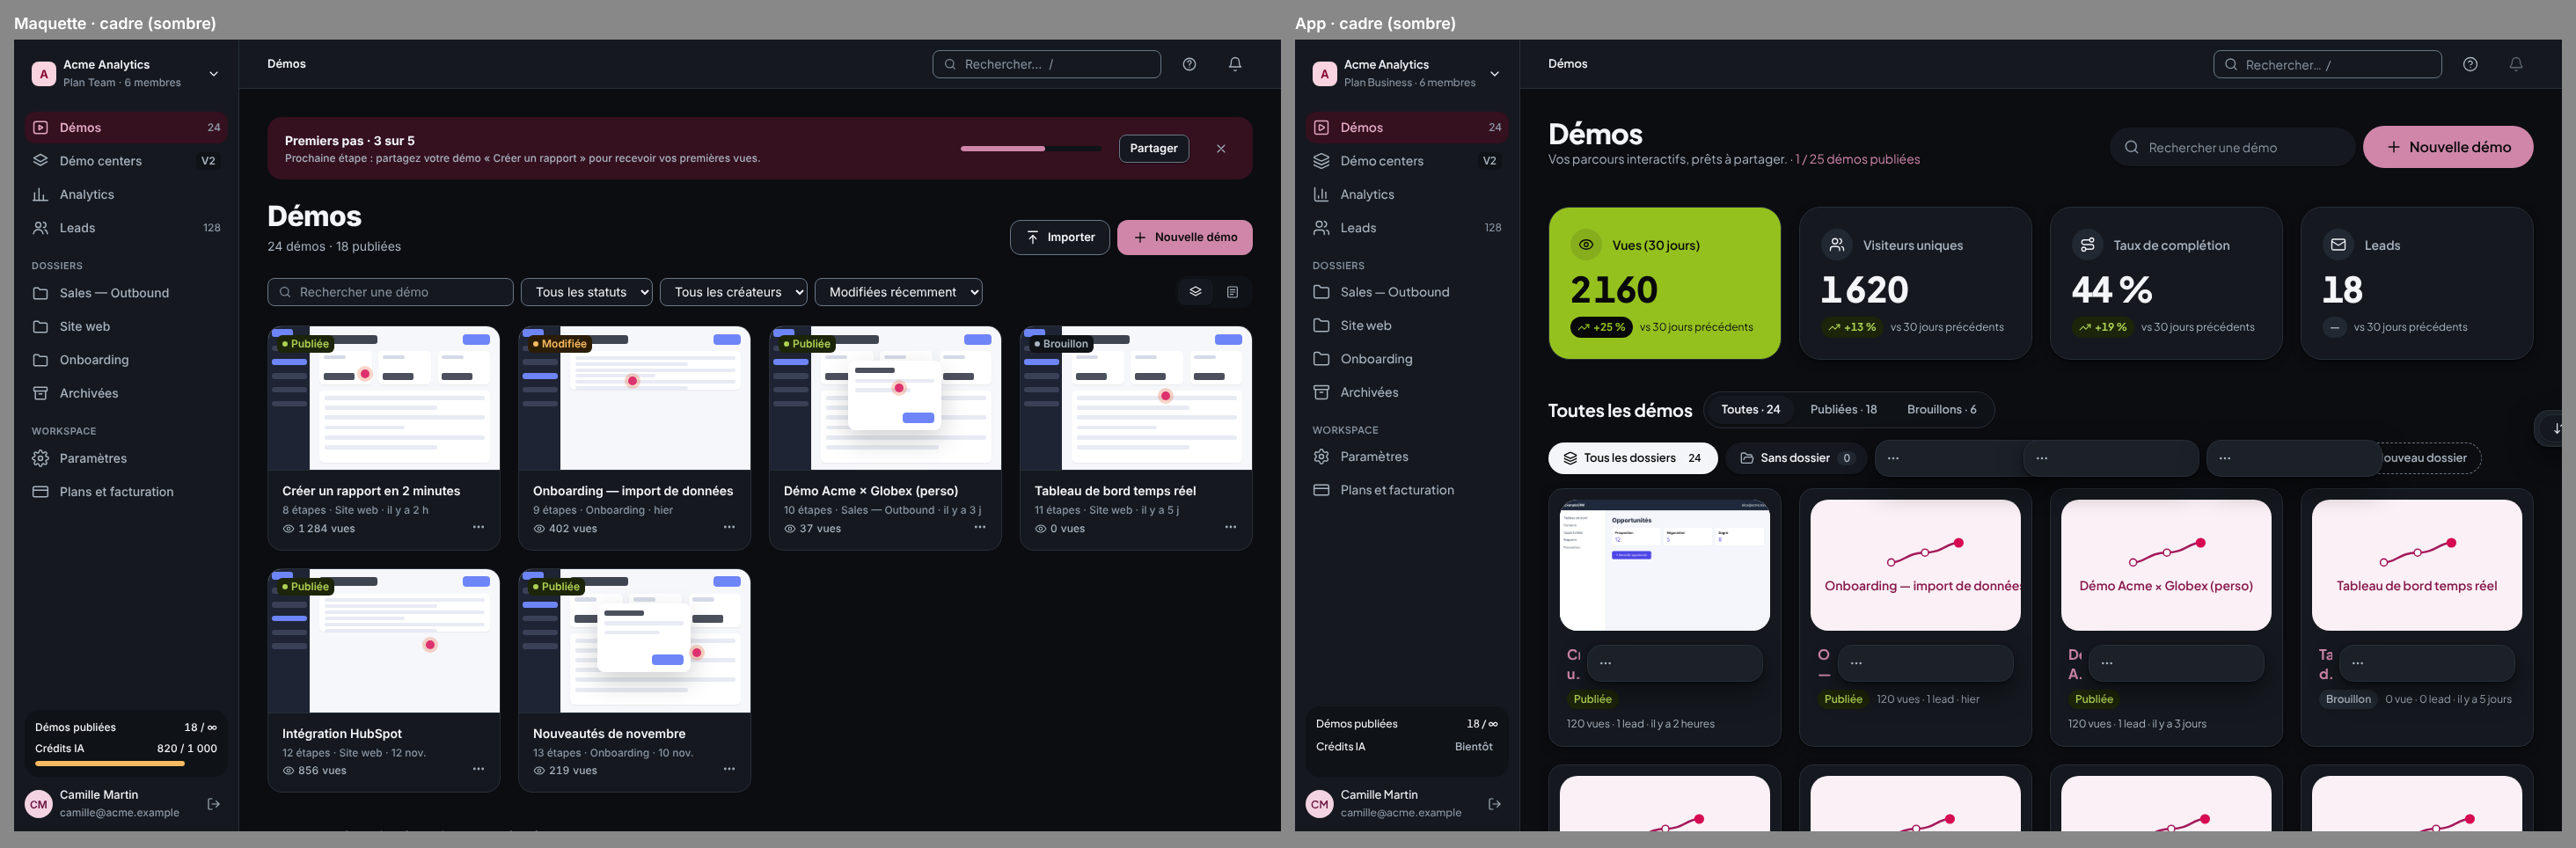 Maquette · cadre (sombre)
A
Acme Analytics
Plan Team · 6 membres
Démos
Rechercher... /
Démos 24
Démo centers V2
Analytics
Leads 128
DOSSIERS
Sales — Outbound
Site web
Onboarding
Archivées
WORKSPACE
Paramètres
Plans et facturation
Démos publiées 18 / ∞
Crédits IA 820 / 1 000
CM
Camille Martin
camille@acme.example
Premiers pas · 3 sur 5
Prochaine étape : partagez votre démo « Créer un rapport » pour recevoir vos premières vues.
Partager
Démos
24 démos · 18 publiées
Importer
Nouvelle démo
Rechercher une démo
Tous les statuts
Tous les créateurs
Modifiées récemment
Publiée
Créer un rapport en 2 minutes
8 étapes · Site web · il y a 2 h
1 284 vues
Modifiée
Onboarding — import de données
9 étapes · Onboarding · hier
402 vues
Publiée
Démo Acme × Globex (perso)
10 étapes · Sales — Outbound · il y a 3 j
37 vues
Brouillon
Tableau de bord temps réel
11 étapes · Site web · il y a 5 j
0 vues
Publiée
Intégration HubSpot
12 étapes · Site web · 12 nov.
856 vues
Publiée
Nouveautés de novembre
13 étapes · Onboarding · 10 nov.
219 vues
App · cadre (sombre)
A
Acme Analytics
Plan Business · 6 membres
Démos
Rechercher... /
Démos 24
Démo centers V2
Analytics
Leads 128
DOSSIERS
Sales — Outbound
Site web
Onboarding
Archivées
WORKSPACE
Paramètres
Plans et facturation
Démos publiées 18 / ∞
Crédits IA Bientôt
CM
Camille Martin
camille@acme.example
Démos
Vos parcours interactifs, prêts à partager. · 1 / 25 démos publiées
Rechercher une démo
Nouvelle démo
Vues (30 jours)
2 160
+25 % vs 30 jours précédents
Visiteurs uniques
1 620
+13 % vs 30 jours précédents
Taux de complétion
44 %
+19 % vs 30 jours précédents
Leads
18
— vs 30 jours précédents
Toutes les démos
Toutes · 24
Publiées · 18
Brouillons · 6
Tous les dossiers 24
Sans dossier 0
ouveau dossier
Opportunités
Onboarding — import de données
Démo Acme × Globex (perso)
Tableau de bord temps réel
Publiée
120 vues · 1 lead · il y a 2 heures
O
—
Publiée
120 vues · 1 lead · hier
A.
Publiée
120 vues · 1 lead · il y a 3 jours
Ta
d.
Brouillon
0 vue · 0 lead · il y a 5 jours